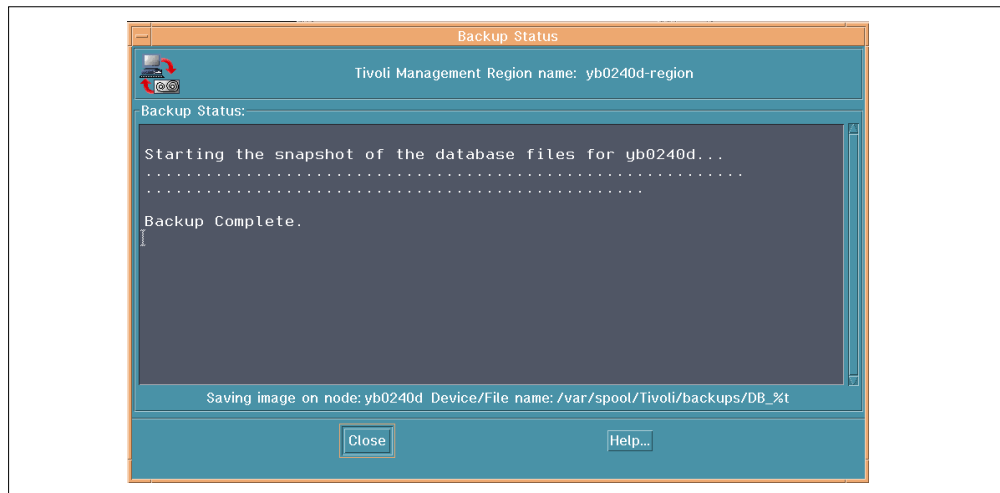 Backup Status
Tivoli Management Region name: yb0240d-region
Backup Status:
Starting the snapshot of the database files for yb0240d...
............................................................
..................................................
Backup Complete.
Saving image on node: yb0240d Device/File name: /var/spool/Tivoli/backups/DB_%t
Close
Help...